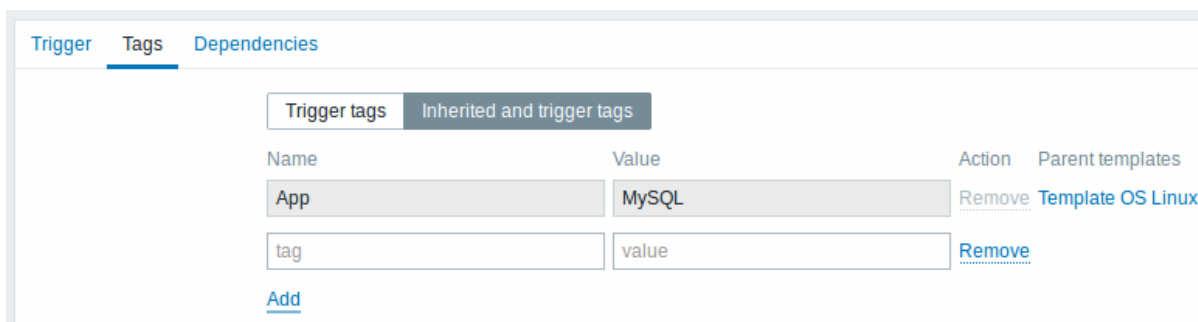 Trigger Tags Dependencies
Trigger tags Inherited and trigger tags
Name Value Action Parent templates
App MySQL Remove Template OS Linux
tag value Remove
Add